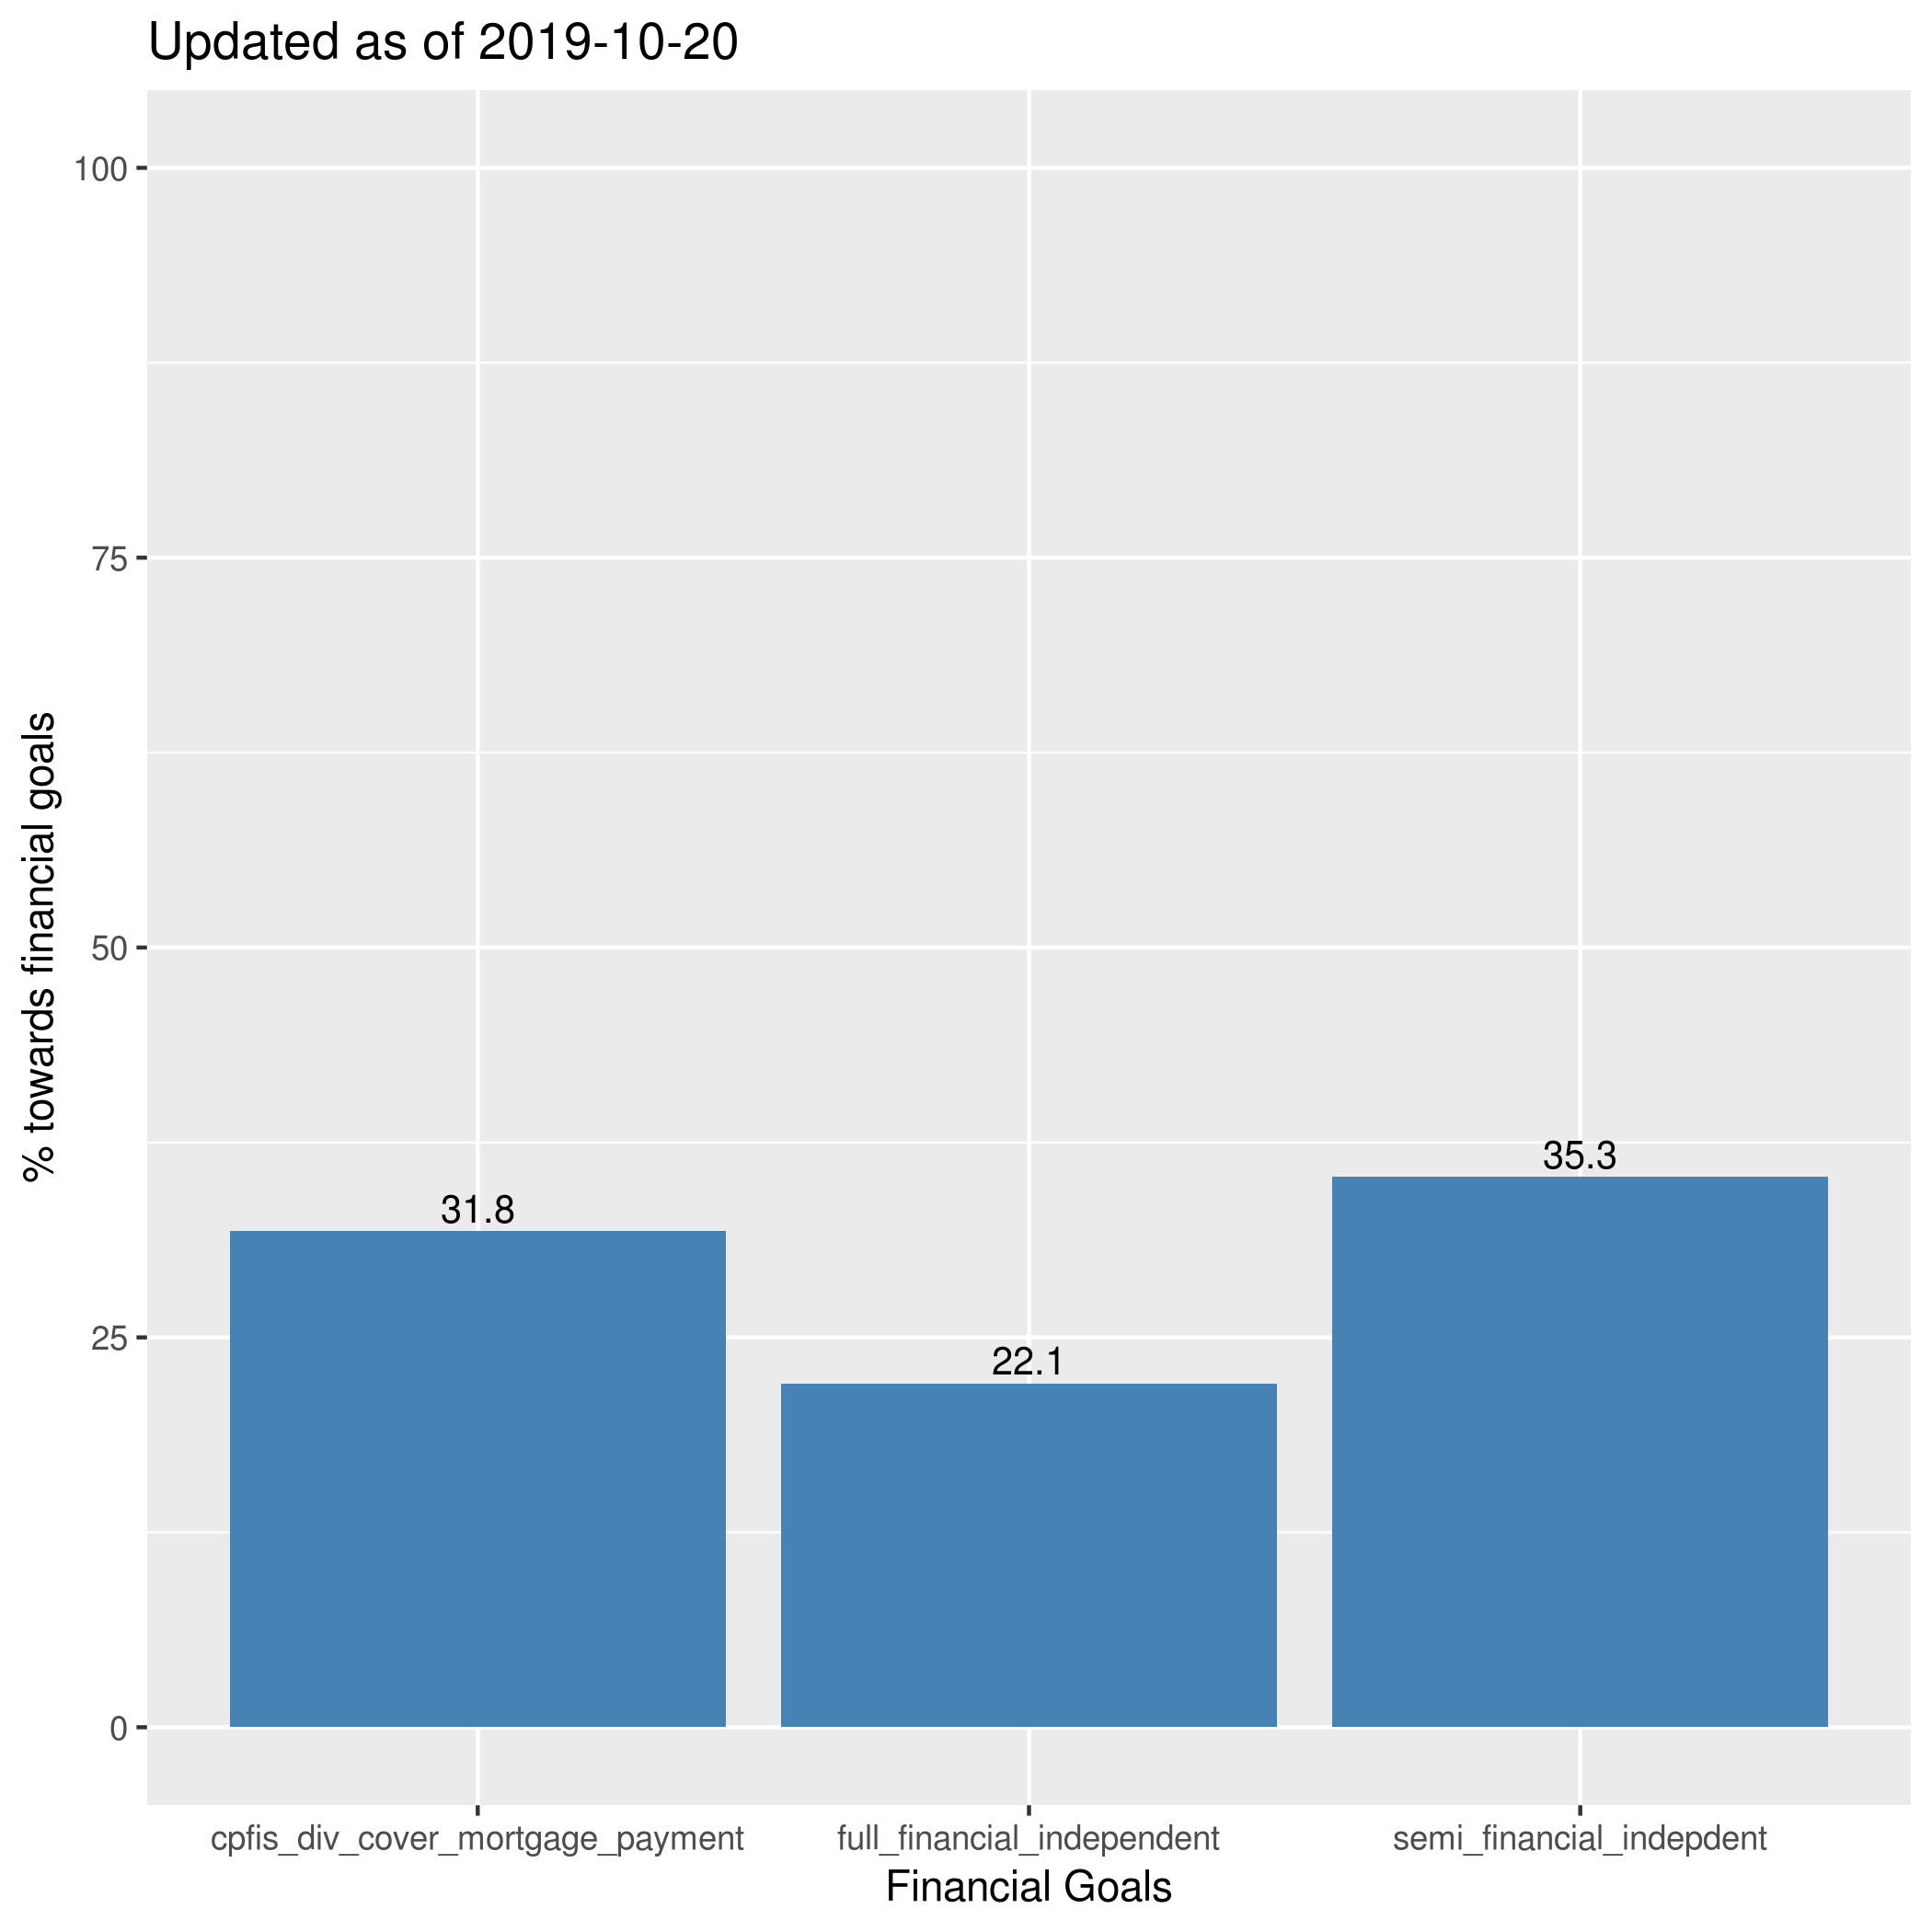 Updated as of 2019-10-20
% towards financial goals
100
75
50
25
0
31.8
22.1
35.3
cpfis_div_cover_mortgage_payment
full_financial_independent
semi_financial_indepdent
Financial Goals